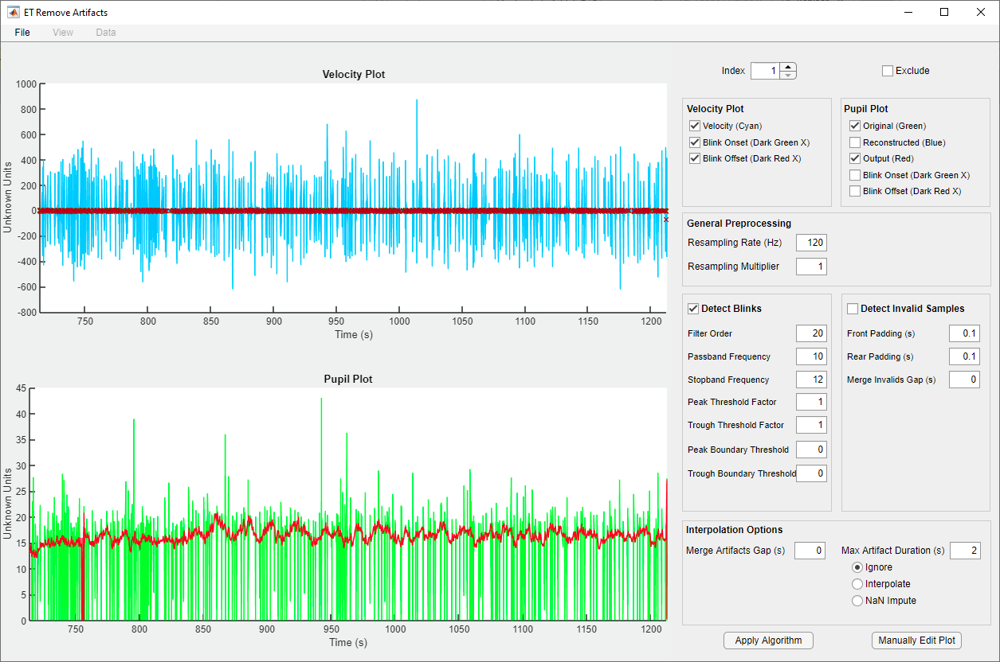 ET Remove Artifacts
File View Data
Velocity Plot
1000
800
600
400
200
0
-200
-400
-600
-800
Unknown Units
750 800 850 900 950 1000 1050 1100 1150 1200
Time (s)
Pupil Plot
45
40
35
30
25
20
15
10
5
0
Unknown Units
750 800 850 900 950 1000 1050 1100 1150 1200
Time (s)
Index 1
Exclude
Velocity Plot
Velocity (Cyan)
Blink Onset (Dark Green X)
Blink Offset (Dark Red X)
Pupil Plot
Original (Green)
Reconstructed (Blue)
Output (Red)
Blink Onset (Dark Green X)
Blink Offset (Dark Red X)
General Preprocessing
Resampling Rate (Hz) 120
Resampling Multiplier 1
Detect Blinks
Filter Order 20
Passband Frequency 10
Stopband Frequency 12
Peak Threshold Factor 1
Trough Threshold Factor 1
Peak Boundary Threshold 0
Trough Boundary Threshold 0
Detect Invalid Samples
Front Padding (s) 0.1
Rear Padding (s) 0.1
Merge Invalids Gap (s) 0
Interpolation Options
Merge Artifacts Gap (s) 0
Max Artifact Duration (s) 2
Ignore
Interpolate
NaN Impute
Apply Algorithm
Manually Edit Plot